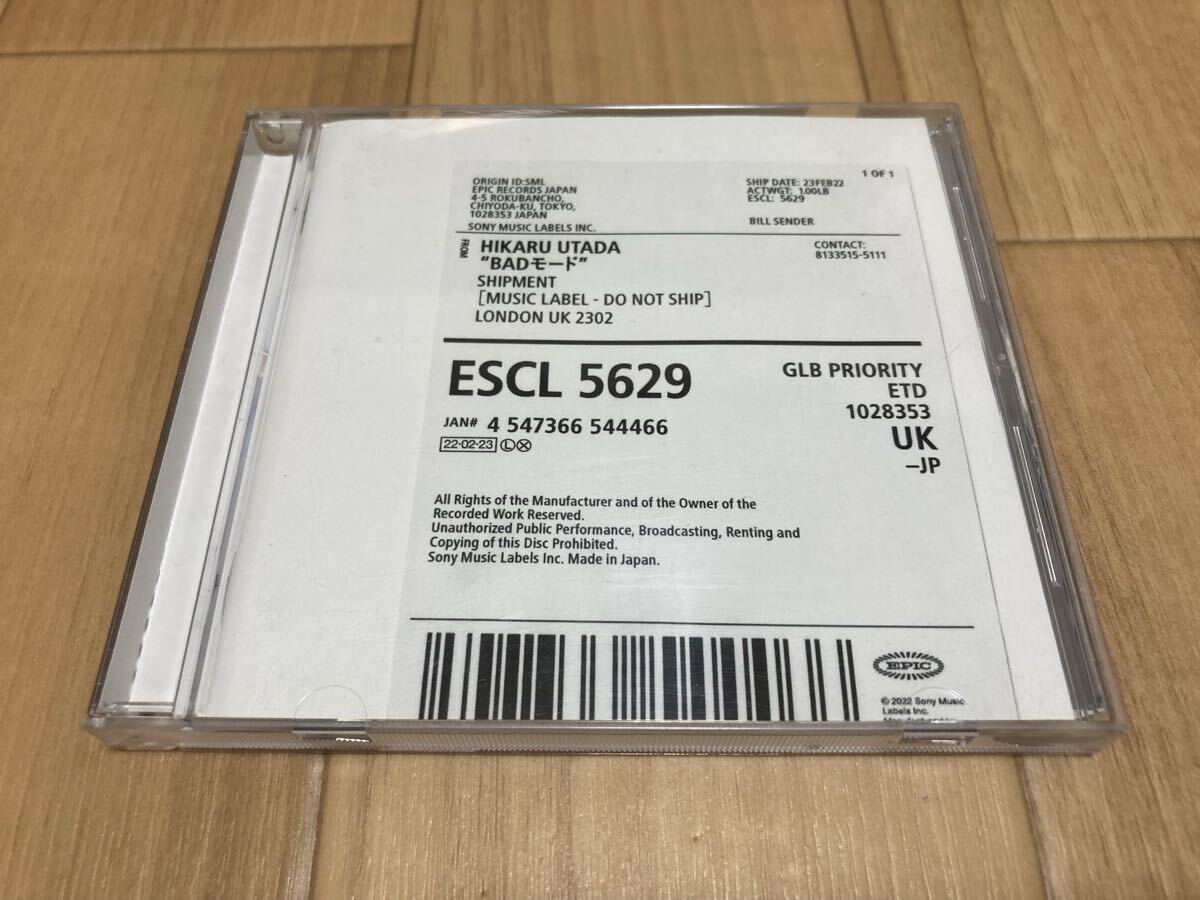 1 OF 1
ORIGIN ID:SML
EPIC RECORDS JAPAN
4-5 ROKUBANCHO,
CHIYODA-KU, TOKYO,
1028353 JAPAN
SONY MUSIC LABELS INC.
SHIP DATE: 23FEB22
ACTWGT: 1.00LB
ESCL: 5629
BILL SENDER
FROM
HIKARU UTADA
"BADモード"
SHIPMENT
[MUSIC LABEL - DO NOT SHIP]
LONDON UK 2302
CONTACT:
8133515-5111
ESCL 5629
JAN# 4 547366 544466
22-02-23 Ⓛ Ⓧ
GLB PRIORITY
ETD
1028353
UK
–JP
All Rights of the Manufacturer and of the Owner of the
Recorded Work Reserved.
Unauthorized Public Performance, Broadcasting, Renting and
Copying of this Disc Prohibited.
Sony Music Labels Inc. Made in Japan.
EPIC
© 2022 Sony Music
Labels Inc.